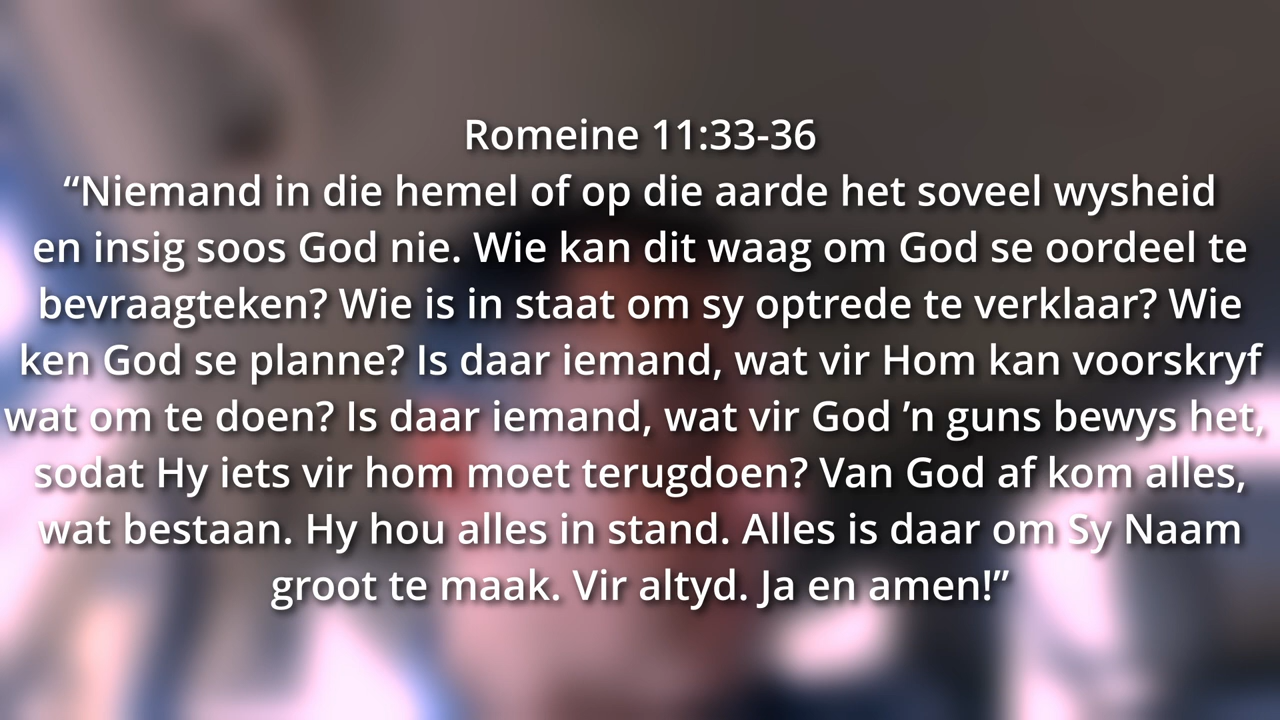 Romeine 11:33-36
“Niemand in die hemel of op die aarde het soveel wysheid
en insig soos God nie. Wie kan dit waag om God se oordeel te
bevraagteken? Wie is in staat om sy optrede te verklaar? Wie
ken God se planne? Is daar iemand, wat vir Hom kan voorskryf
wat om te doen? Is daar iemand, wat vir God ’n guns bewys het,
sodat Hy iets vir hom moet terugdoen? Van God af kom alles,
wat bestaan. Hy hou alles in stand. Alles is daar om Sy Naam
groot te maak. Vir altyd. Ja en amen!”